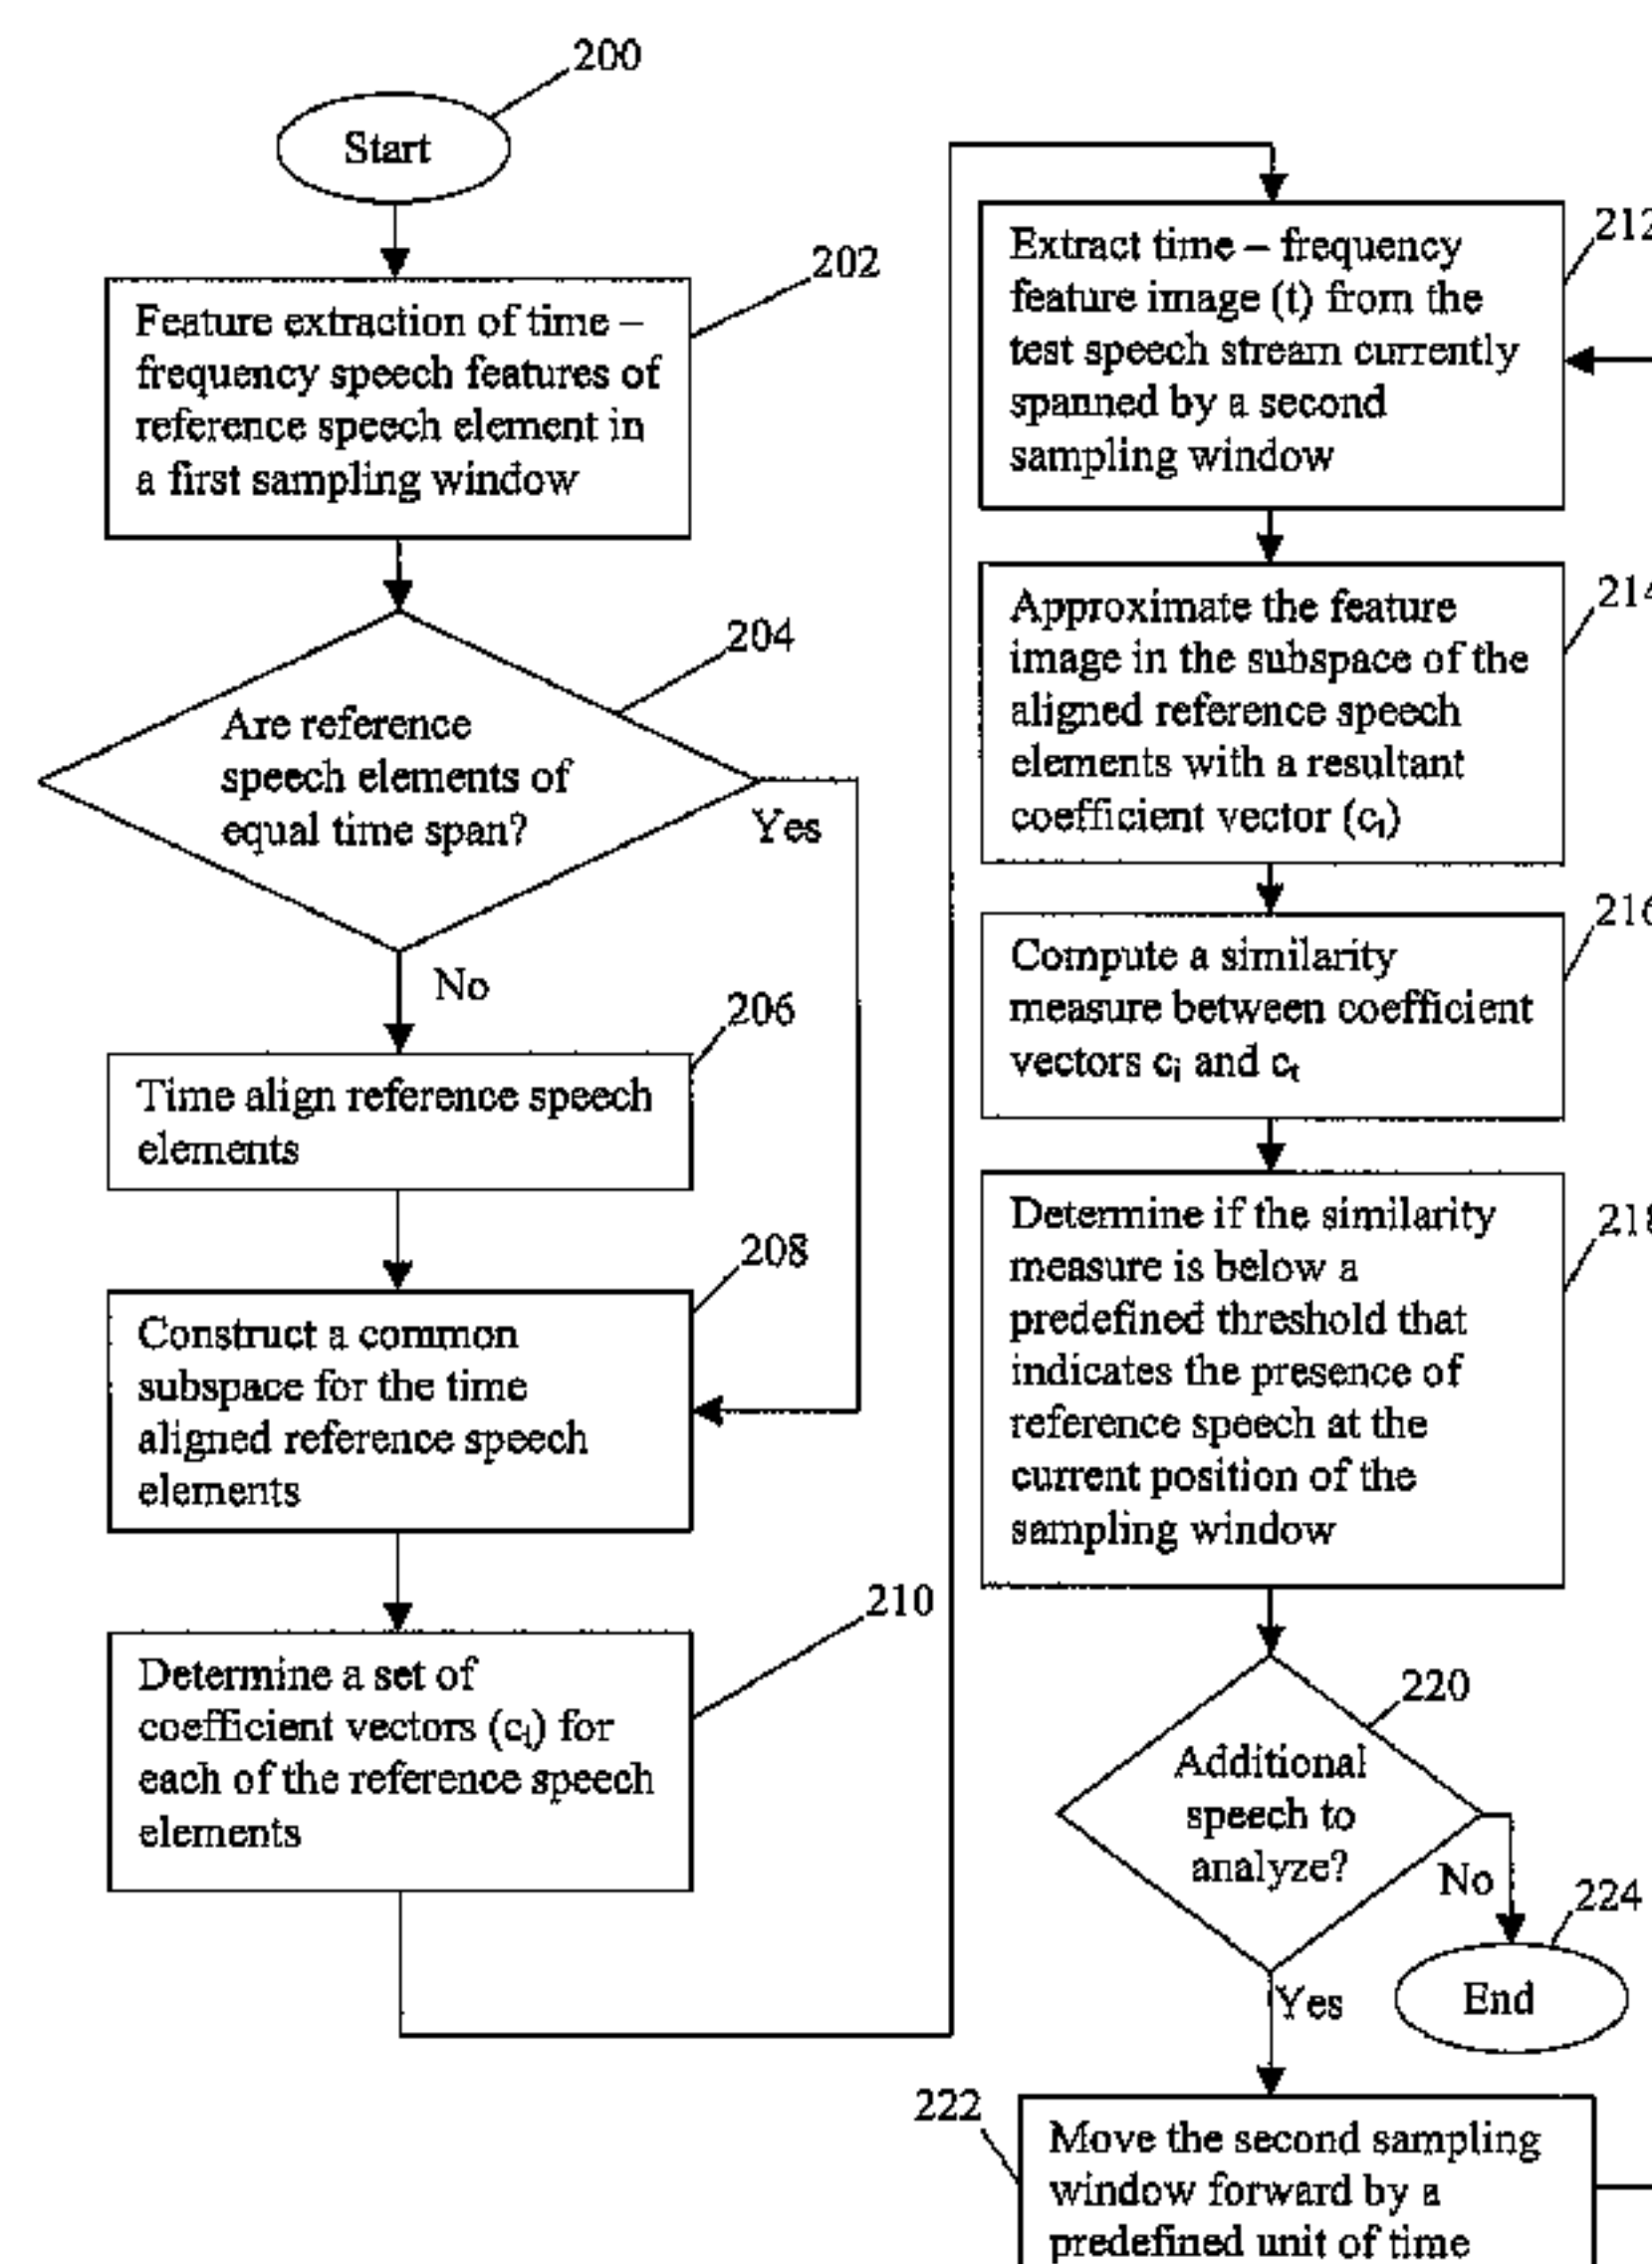 200
Start
202
Feature extraction of time –
frequency speech features of
reference speech element in
a first sampling window
204
Are reference
speech elements of
equal time span?
Yes
No
206
Time align reference speech
elements
208
Construct a common
subspace for the time
aligned reference speech
elements
210
Determine a set of
coefficient vectors (cᵢ) for
each of the reference speech
elements
212
Extract time – frequency
feature image (t) from the
test speech stream currently
spanned by a second
sampling window
214
Approximate the feature
image in the subspace of the
aligned reference speech
elements with a resultant
coefficient vector (cₜ)
216
Compute a similarity
measure between coefficient
vectors cᵢ and cₜ
218
Determine if the similarity
measure is below a
predefined threshold that
indicates the presence of
reference speech at the
current position of the
sampling window
220
Additional
speech to
analyze?
No
224
End
Yes
222
Move the second sampling
window forward by a
predefined unit of time